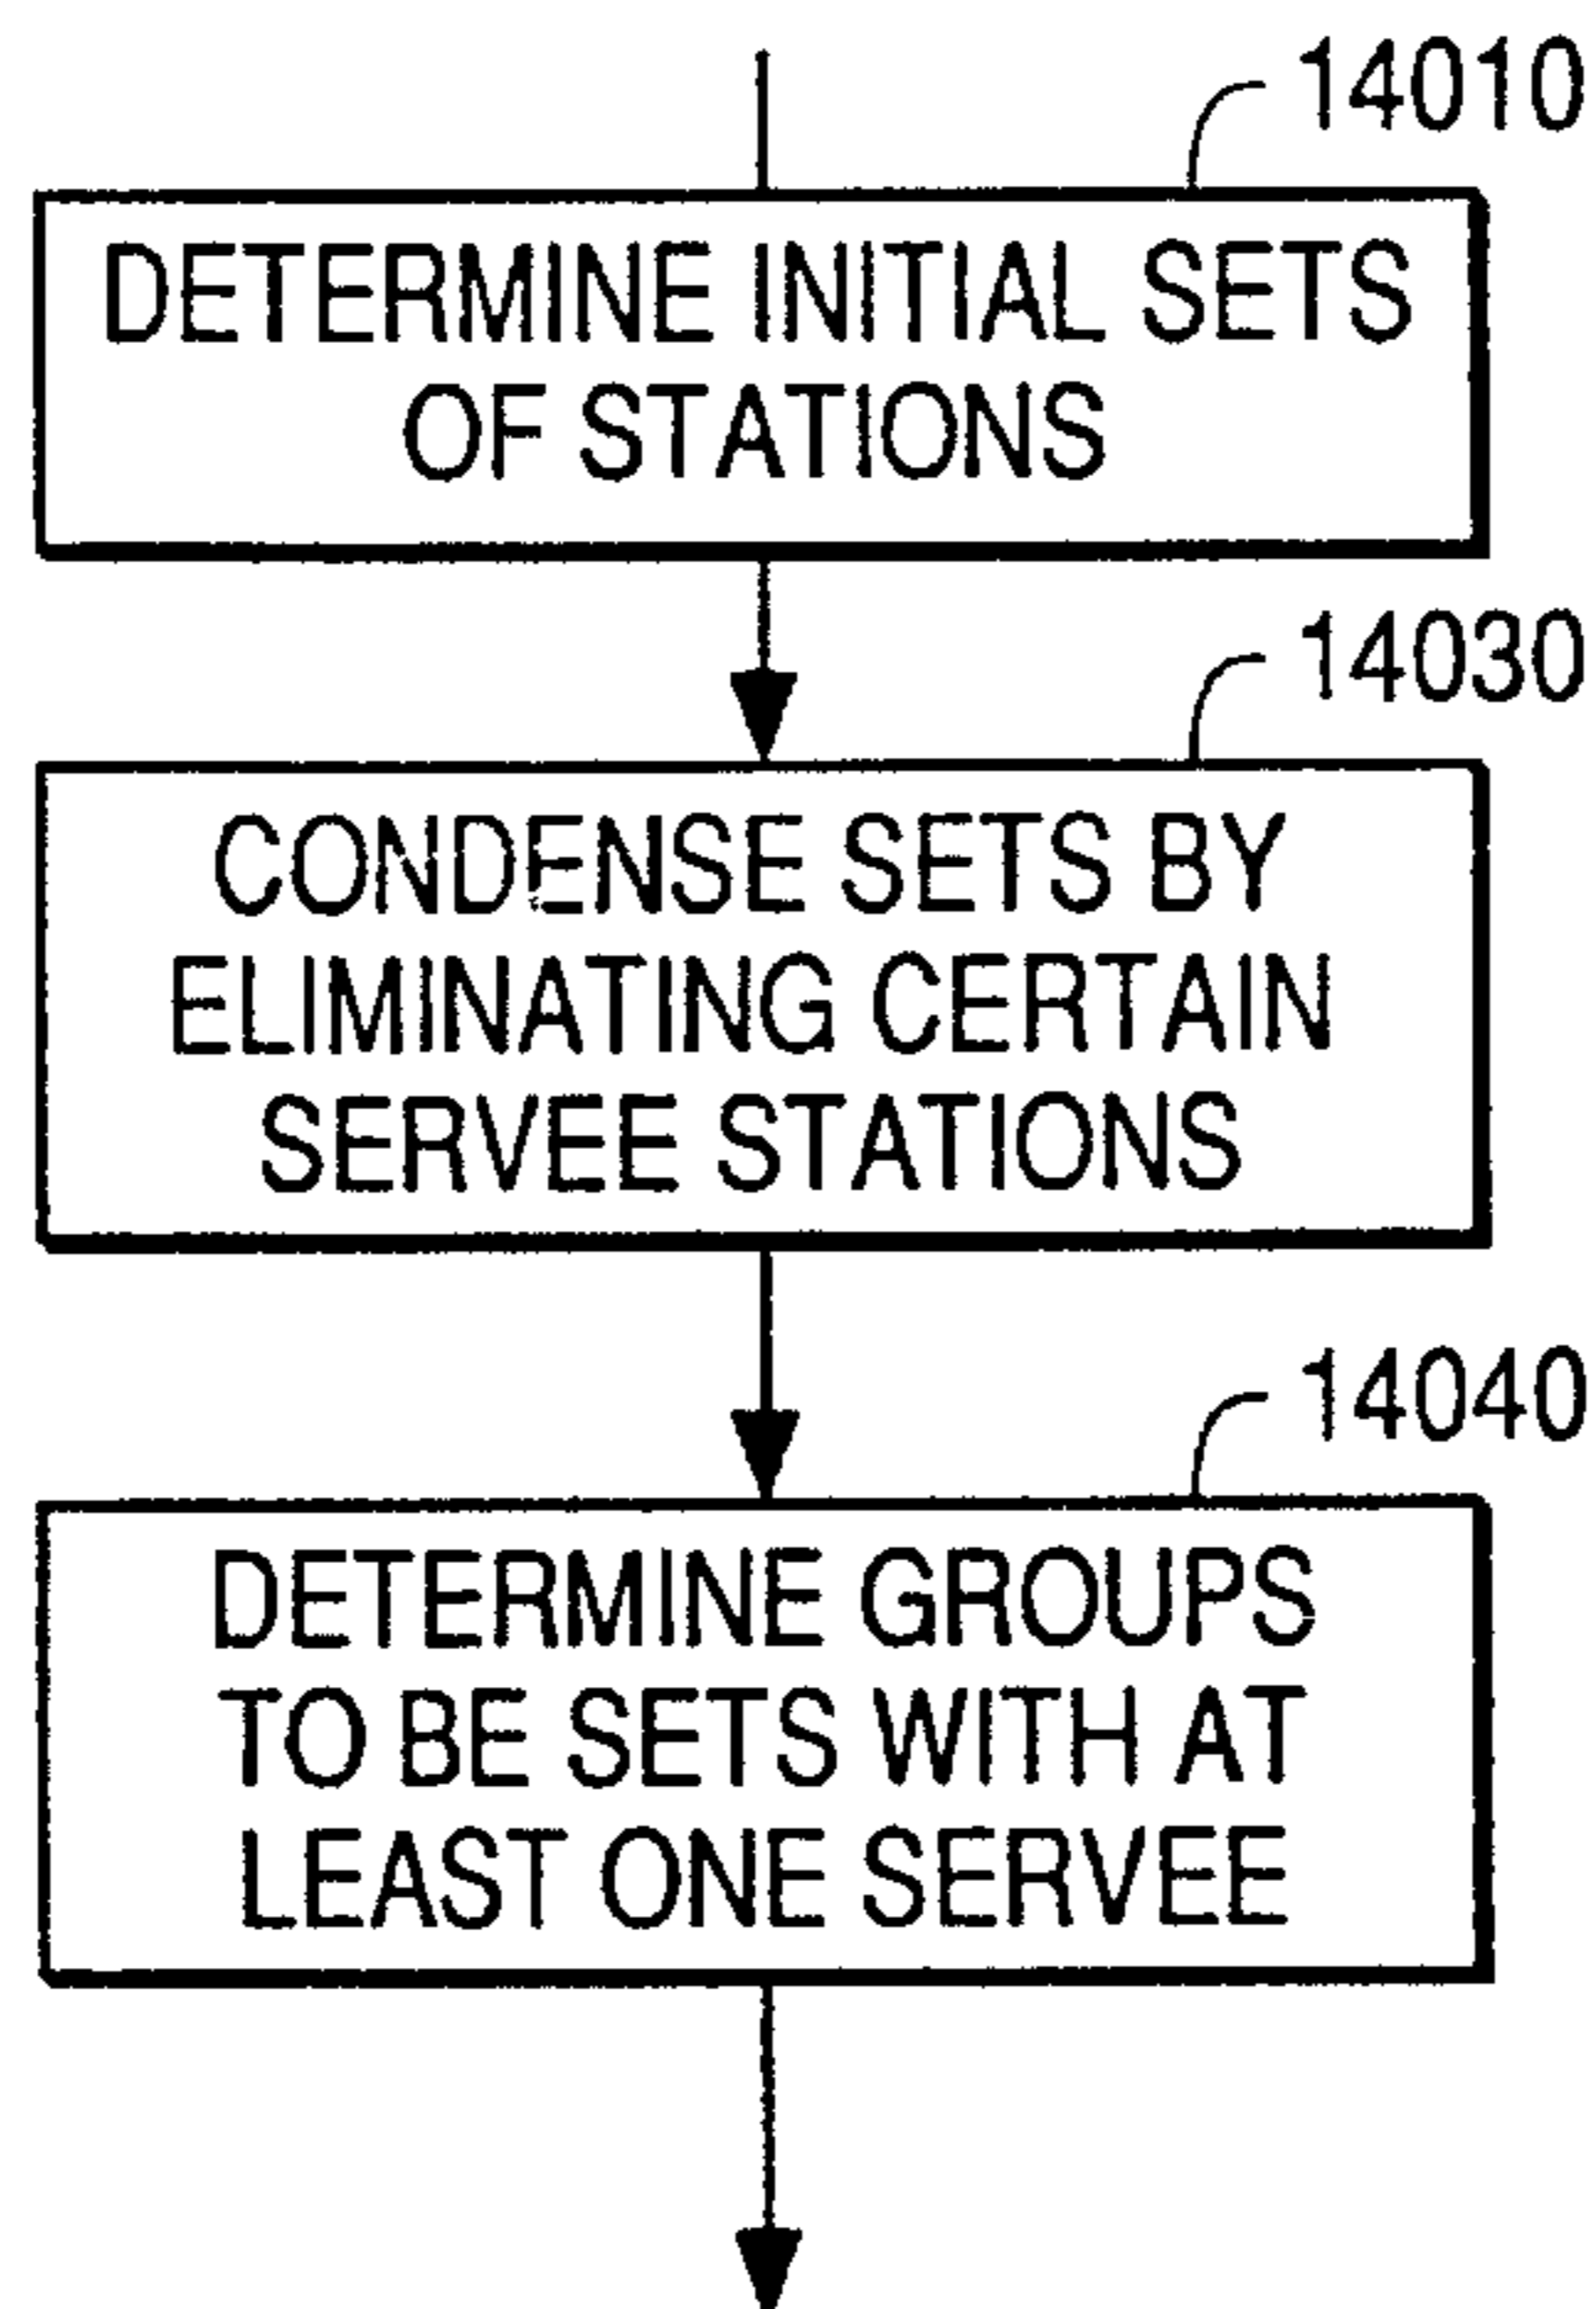 14010
DETERMINE INITIAL SETS
OF STATIONS
14030
CONDENSE SETS BY
ELIMINATING CERTAIN
SERVEE STATIONS
14040
DETERMINE GROUPS
TO BE SETS WITH AT
LEAST ONE SERVEE